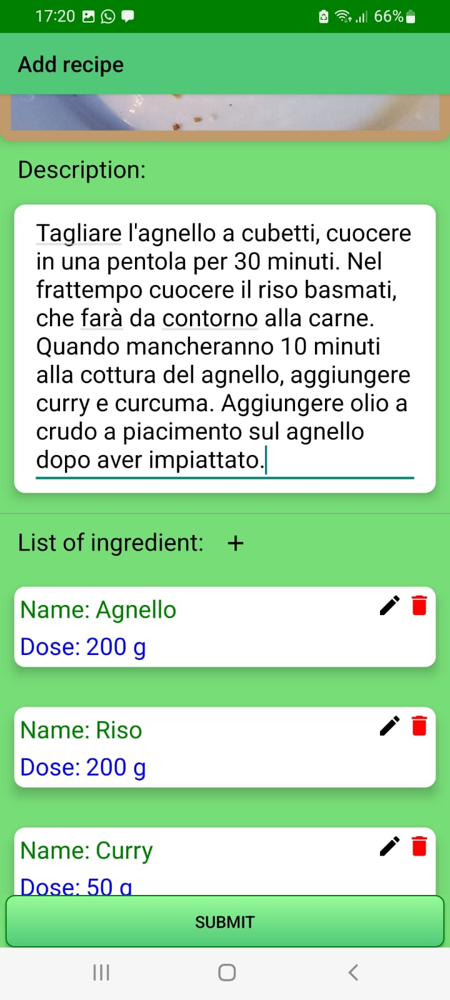 17:20 66%
Add recipe
Description:
Tagliare l'agnello a cubetti, cuocere
in una pentola per 30 minuti. Nel
frattempo cuocere il riso basmati,
che farà da contorno alla carne.
Quando mancheranno 10 minuti
alla cottura del agnello, aggiungere
curry e curcuma. Aggiungere olio a
crudo a piacimento sul agnello
dopo aver impiattato.
List of ingredient: +
Name: Agnello
Dose: 200 g
Name: Riso
Dose: 200 g
Name: Curry
Dose: 50 g
SUBMIT